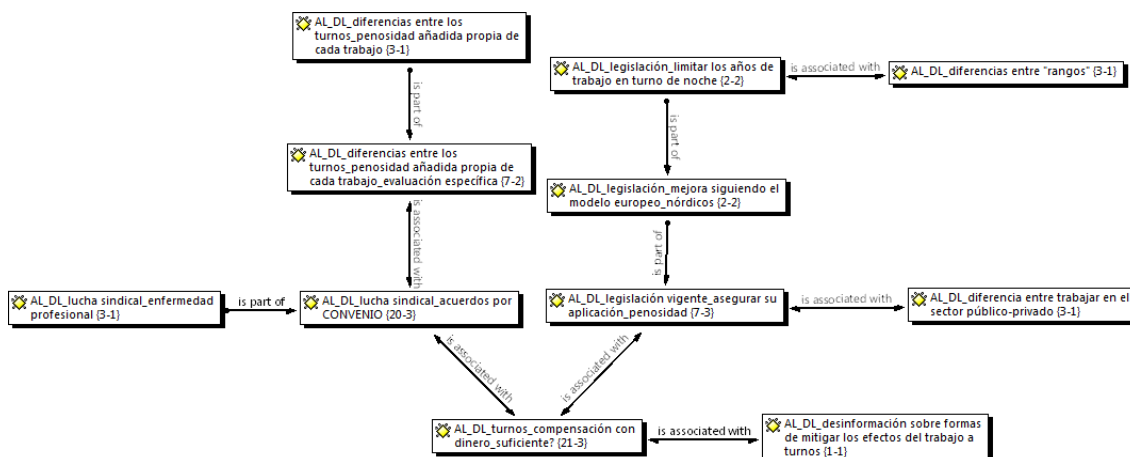 AL_DL_diferencias entre los
turnos_penosidad añadida propia de
cada trabajo {3-1}
is part of
AL_DL_legislación_limitar los años de
trabajo en turno de noche {2-2}
is associated with
AL_DL_diferencias entre "rangos" {3-1}
is part of
AL_DL_diferencias entre los
turnos_penosidad añadida propia de
cada trabajo_evaluación específica {7-2}
AL_DL_legislación_mejora siguiendo el
modelo europeo_nórdicos {2-2}
is associated with
is part of
AL_DL_lucha sindical_enfermedad
profesional {3-1}
is part of
AL_DL_lucha sindical_acuerdos por
CONVENIO {20-3}
AL_DL_legislación vigente_asegurar su
aplicación_penosidad {7-3}
is associated with
AL_DL_diferencia entre trabajar en el
sector público-privado {3-1}
is associated with
is associated with
AL_DL_turnos_compensación con
dinero_suficiente? {21-3}
is associated with
AL_DL_desinformación sobre formas
de mitigar los efectos del trabajo a
turnos {1-1}